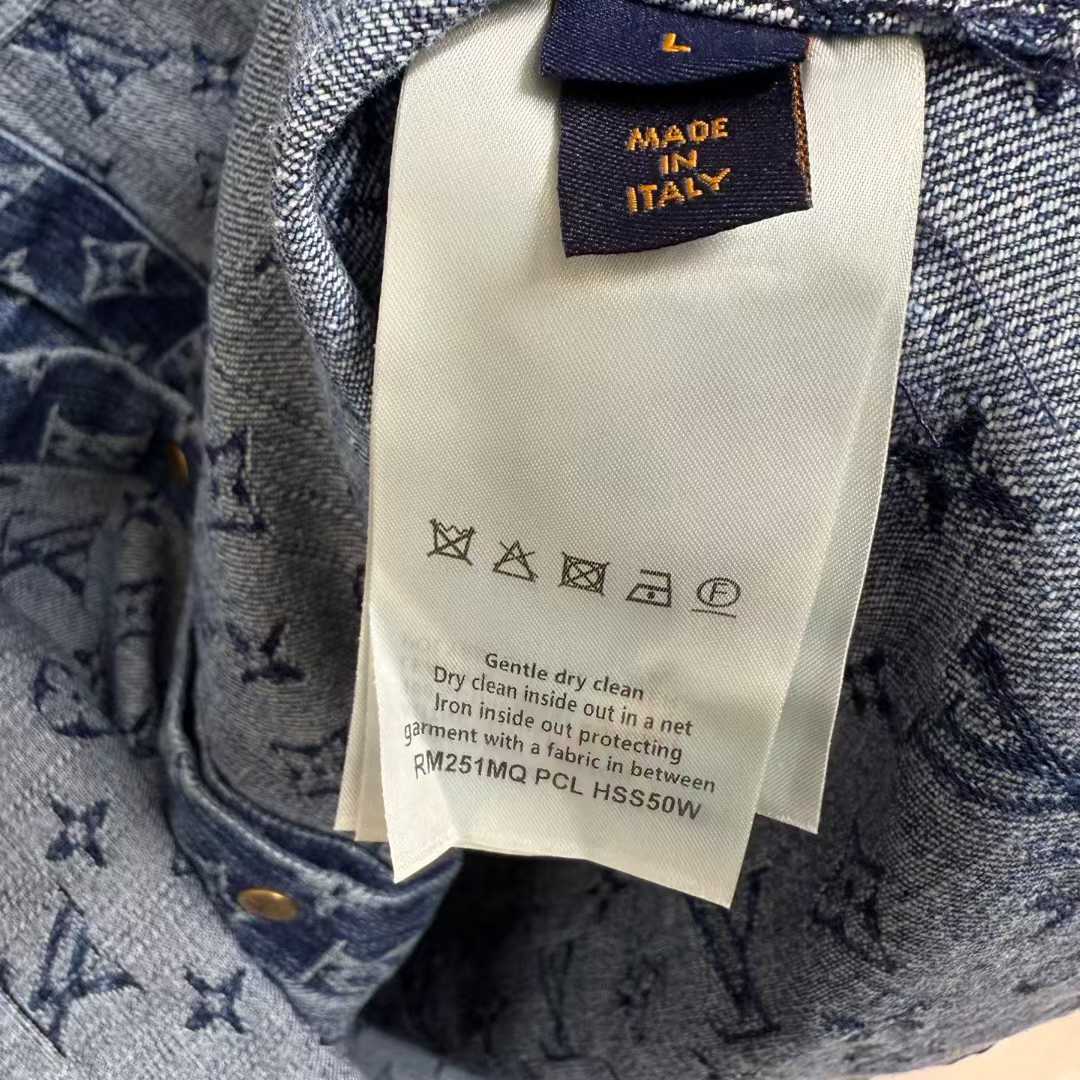 L
MADE
IN
ITALY
F
Gentle dry clean
Dry clean inside out in a net
Iron inside out protecting
garment with a fabric in between
RM251MQ PCL HSS50W